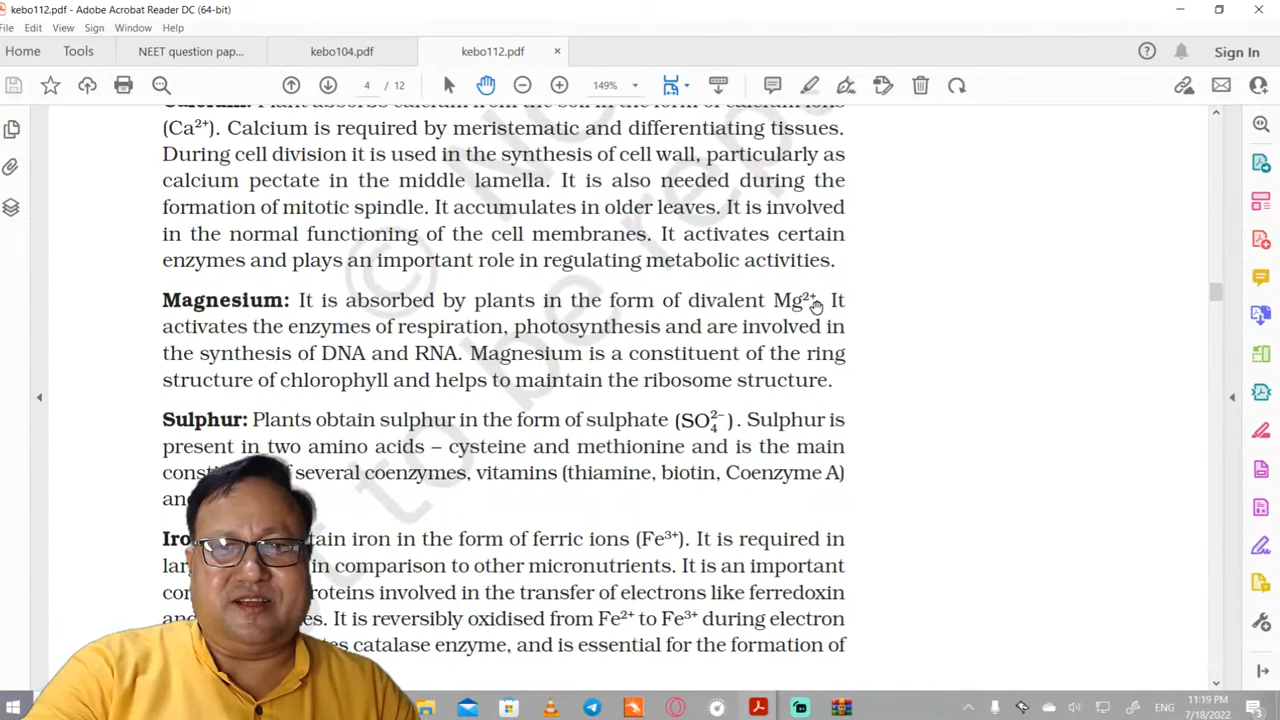 kebo112.pdf - Adobe Acrobat Reader DC (64-bit)
File Edit View Sign Window Help
Home Tools NEET question pap... kebo104.pdf kebo112.pdf × Sign In
4 / 12 149%
Calcium: Plant absorbs calcium from the soil in the form of calcium ions
(Ca²⁺). Calcium is required by meristematic and differentiating tissues.
During cell division it is used in the synthesis of cell wall, particularly as
calcium pectate in the middle lamella. It is also needed during the
formation of mitotic spindle. It accumulates in older leaves. It is involved
in the normal functioning of the cell membranes. It activates certain
enzymes and plays an important role in regulating metabolic activities.
Magnesium: It is absorbed by plants in the form of divalent Mg²⁺. It
activates the enzymes of respiration, photosynthesis and are involved in
the synthesis of DNA and RNA. Magnesium is a constituent of the ring
structure of chlorophyll and helps to maintain the ribosome structure.
Sulphur: Plants obtain sulphur in the form of sulphate (SO₄²⁻). Sulphur is
present in two amino acids – cysteine and methionine and is the main
of several coenzymes, vitamins (thiamine, biotin, Coenzyme A)
iron in the form of ferric ions (Fe³⁺). It is required in
in comparison to other micronutrients. It is an important
involved in the transfer of electrons like ferredoxin
It is reversibly oxidised from Fe²⁺ to Fe³⁺ during electron
catalase enzyme, and is essential for the formation of
ENG 11:19 PM
7/18/2022